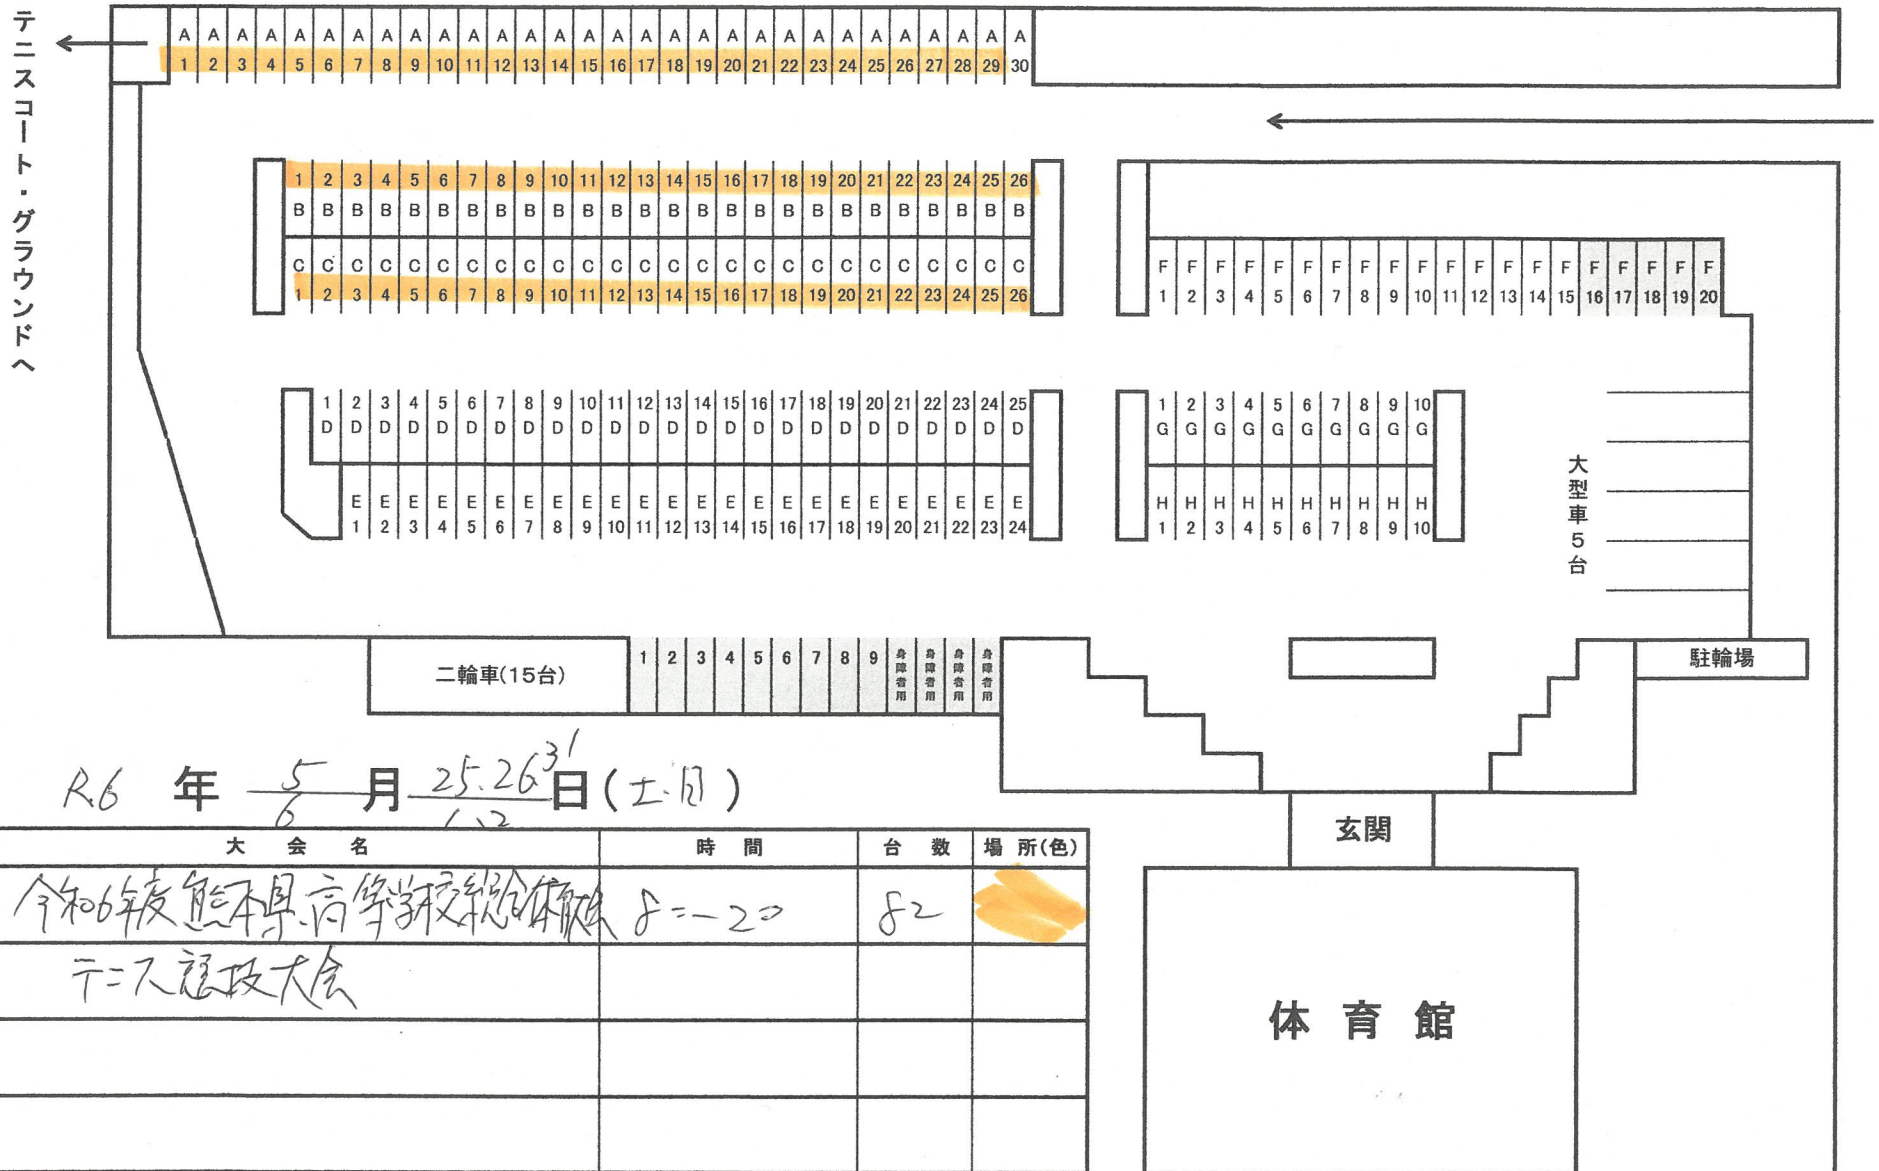 テニスコート・グラウンドへ
A A A A A A A A A A A A A A A A A A A A A A A A A A A A A A
1 2 3 4 5 6 7 8 9 10 11 12 13 14 15 16 17 18 19 20 21 22 23 24 25 26 27 28 29 30
1 2 3 4 5 6 7 8 9 10 11 12 13 14 15 16 17 18 19 20 21 22 23 24 25 26
B B B B B B B B B B B B B B B B B B B B B B B B B B
C C C C C C C C C C C C C C C C C C C C C C C C C C
1 2 3 4 5 6 7 8 9 10 11 12 13 14 15 16 17 18 19 20 21 22 23 24 25 26
F F F F F F F F F F F F F F F F F F F F
1 2 3 4 5 6 7 8 9 10 11 12 13 14 15 16 17 18 19 20
1 2 3 4 5 6 7 8 9 10 11 12 13 14 15 16 17 18 19 20 21 22 23 24 25
D D D D D D D D D D D D D D D D D D D D D D D D D
E E E E E E E E E E E E E E E E E E E E E E E E
1 2 3 4 5 6 7 8 9 10 11 12 13 14 15 16 17 18 19 20 21 22 23 24
1 2 3 4 5 6 7 8 9 10
G G G G G G G G G G
H H H H H H H H H H
1 2 3 4 5 6 7 8 9 10
大型車5台
二輪車(15台)
1 2 3 4 5 6 7 8 9 身障者用 身障者用 身障者用 身障者用
駐輪場
R.6 年 5 月 25.26 31 日(土.日)
6 1.2
大会名 時間 台数 場所(色)
令和6年度熊本県高等学校総合体育大会 8:-20 82
テニス競技大会
玄関
体育館